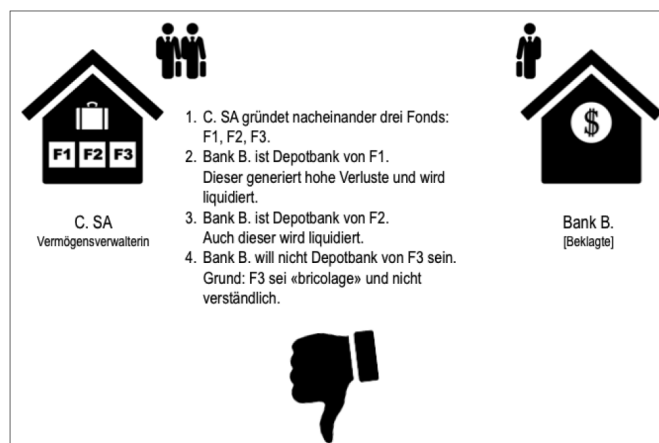 F1 F2 F3
C. SA
Vermögensverwalterin
1. C. SA gründet nacheinander drei Fonds:
F1, F2, F3.
2. Bank B. ist Depotbank von F1.
Dieser generiert hohe Verluste und wird
liquidiert.
3. Bank B. ist Depotbank von F2.
Auch dieser wird liquidiert.
4. Bank B. will nicht Depotbank von F3 sein.
Grund: F3 sei «bricolage» und nicht
verständlich.
$
Bank B.
[Beklagte]